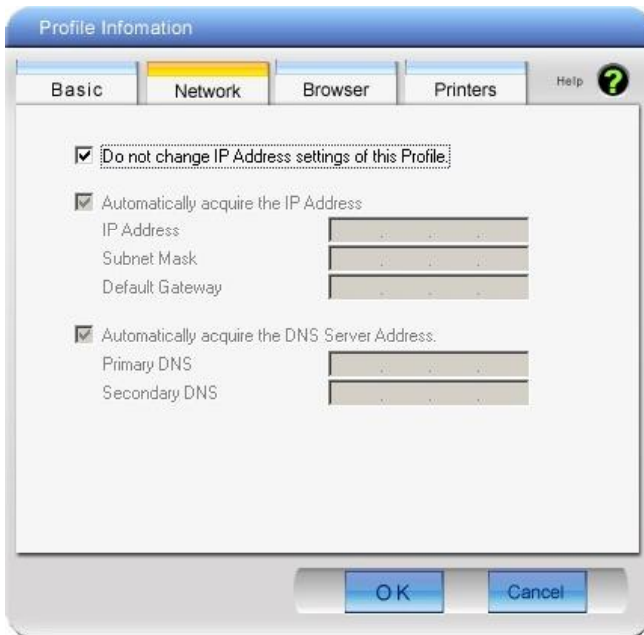 Profile Infomation
Basic Network Browser Printers Help ?
Do not change IP Address settings of this Profile.
Automatically acquire the IP Address
IP Address
Subnet Mask
Default Gateway
Automatically acquire the DNS Server Address.
Primary DNS
Secondary DNS
OK Cancel